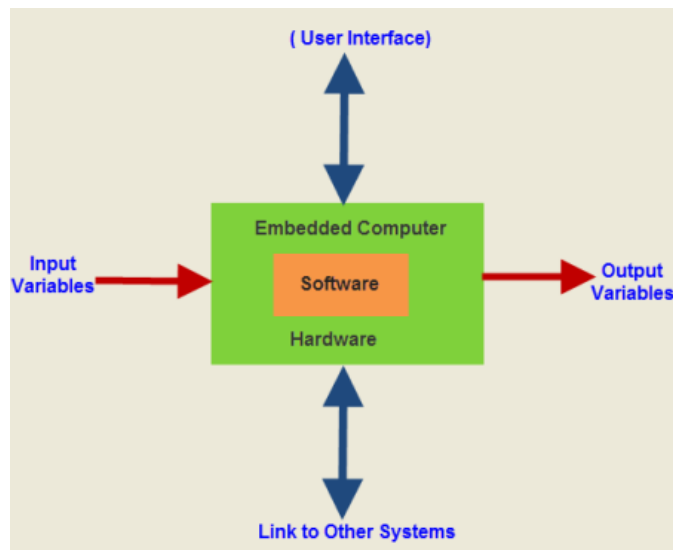 ( User Interface)
Embedded Computer
Input
Variables
Software
Output
Variables
Hardware
Link to Other Systems